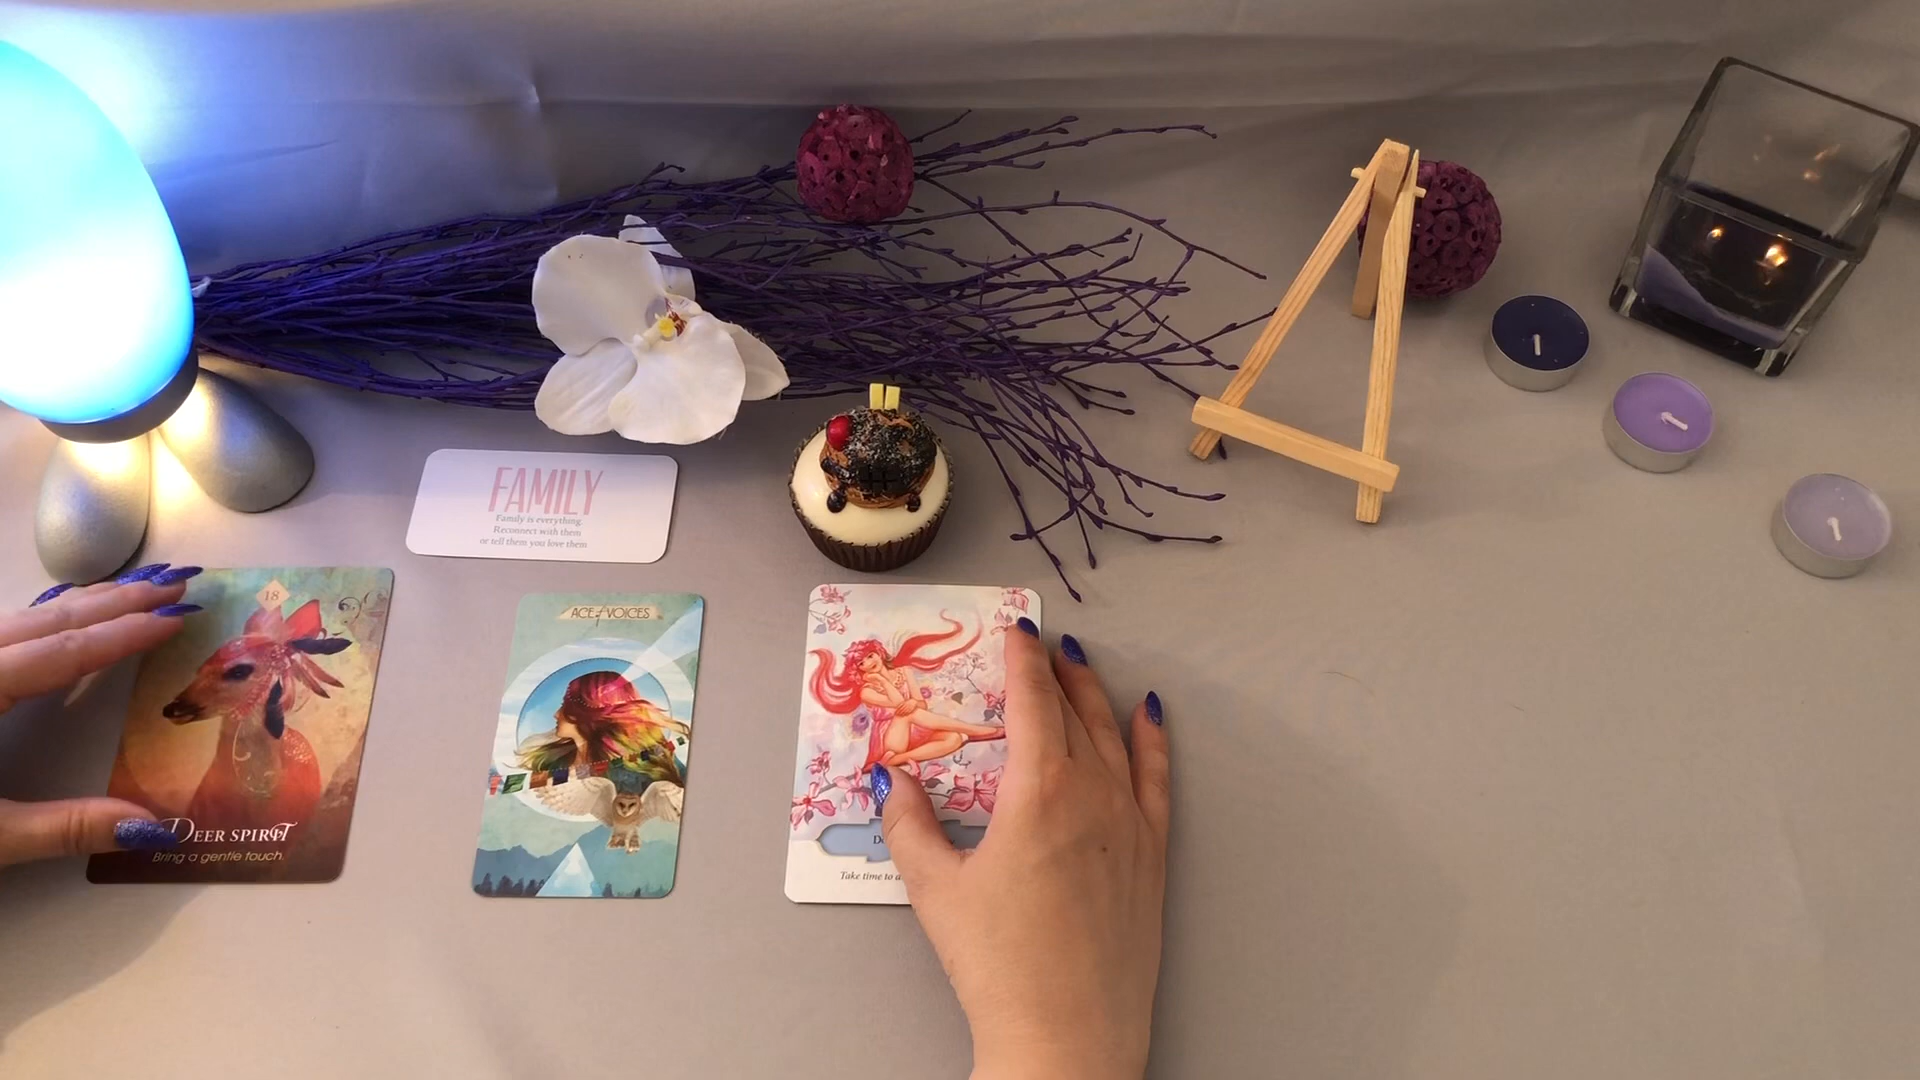 FAMILY
Family is everything.
Reconnect with them
or tell them you love them
18
DEER SPIRIT
Bring a gentle touch.
ACE of VOICES
Take time to